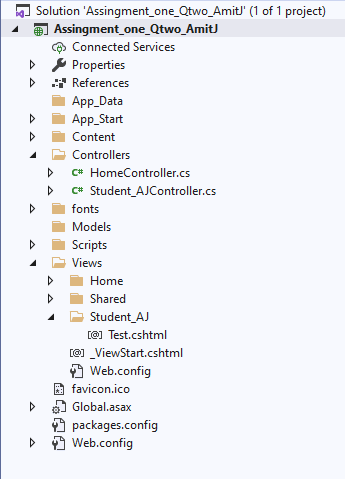 Solution 'Assingment_one_Qtwo_AmitJ' (1 of 1 project)
Assingment_one_Qtwo_AmitJ
Connected Services
Properties
References
App_Data
App_Start
Content
Controllers
C# HomeController.cs
C# Student_AJController.cs
fonts
Models
Scripts
Views
Home
Shared
Student_AJ
[@] Test.cshtml
[@] _ViewStart.cshtml
Web.config
favicon.ico
Global.asax
packages.config
Web.config